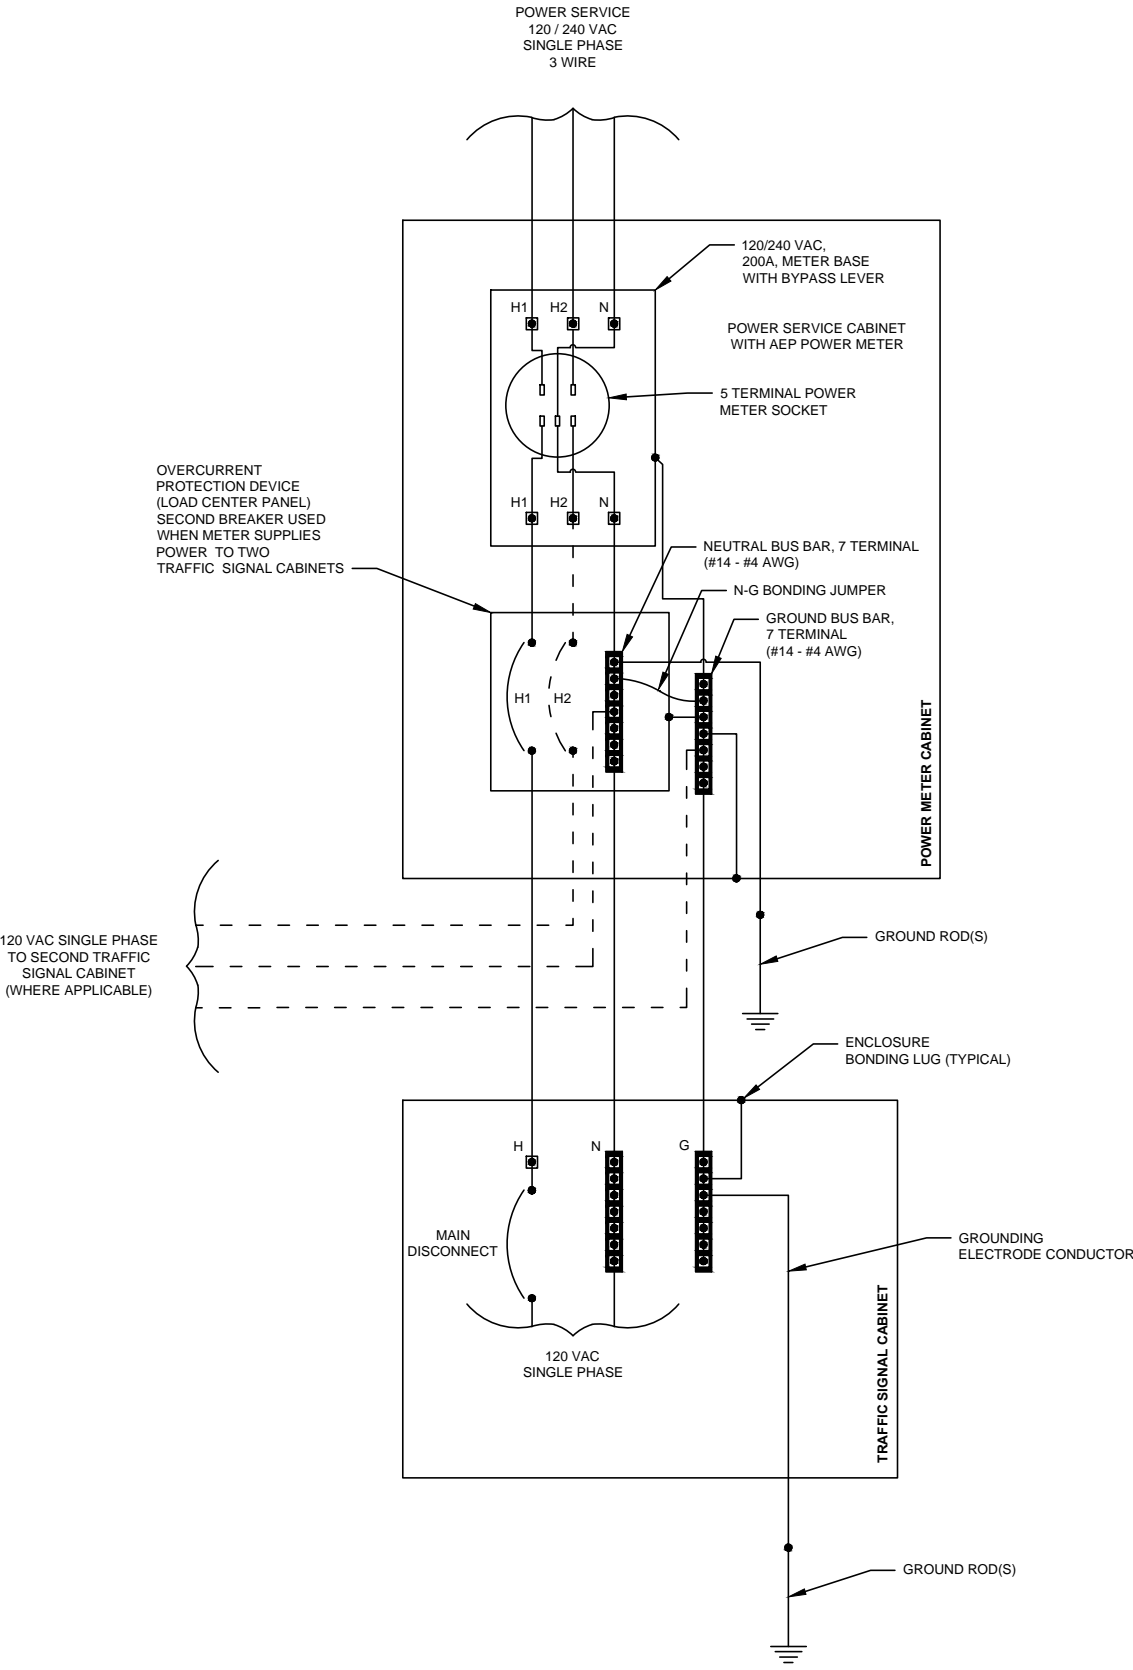 POWER SERVICE
120 / 240 VAC
SINGLE PHASE
3 WIRE
120/240 VAC,
200A, METER BASE
WITH BYPASS LEVER
H1
H2
N
POWER SERVICE CABINET
WITH AEP POWER METER
5 TERMINAL POWER
METER SOCKET
OVERCURRENT
PROTECTION DEVICE
(LOAD CENTER PANEL)
SECOND BREAKER USED
WHEN METER SUPPLIES
POWER TO TWO
TRAFFIC SIGNAL CABINETS
H1
H2
N
NEUTRAL BUS BAR, 7 TERMINAL
(#14 - #4 AWG)
N-G BONDING JUMPER
GROUND BUS BAR,
7 TERMINAL
(#14 - #4 AWG)
H1
H2
POWER METER CABINET
120 VAC SINGLE PHASE
TO SECOND TRAFFIC
SIGNAL CABINET
(WHERE APPLICABLE)
GROUND ROD(S)
ENCLOSURE
BONDING LUG (TYPICAL)
H
N
G
MAIN
DISCONNECT
GROUNDING
ELECTRODE CONDUCTOR
120 VAC
SINGLE PHASE
TRAFFIC SIGNAL CABINET
GROUND ROD(S)